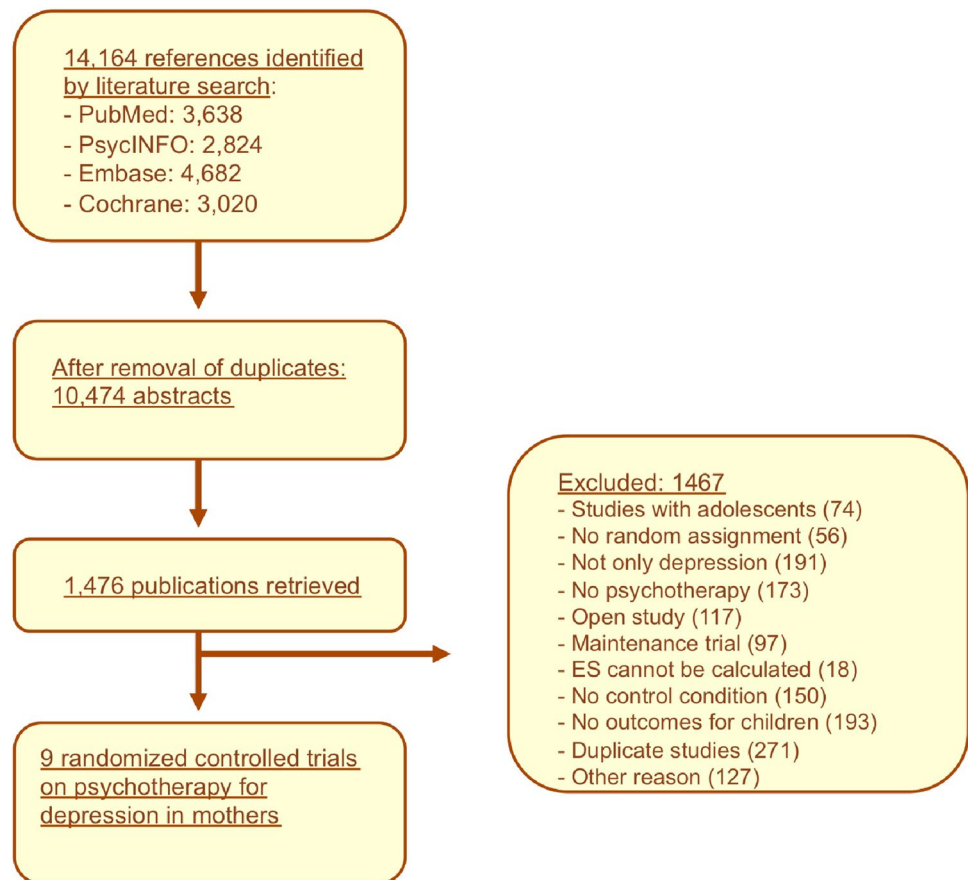 14,164 references identified
by literature search:
- PubMed: 3,638
- PsycINFO: 2,824
- Embase: 4,682
- Cochrane: 3,020
After removal of duplicates:
10,474 abstracts
1,476 publications retrieved
Excluded: 1467
- Studies with adolescents (74)
- No random assignment (56)
- Not only depression (191)
- No psychotherapy (173)
- Open study (117)
- Maintenance trial (97)
- ES cannot be calculated (18)
- No control condition (150)
- No outcomes for children (193)
- Duplicate studies (271)
- Other reason (127)
9 randomized controlled trials
on psychotherapy for
depression in mothers